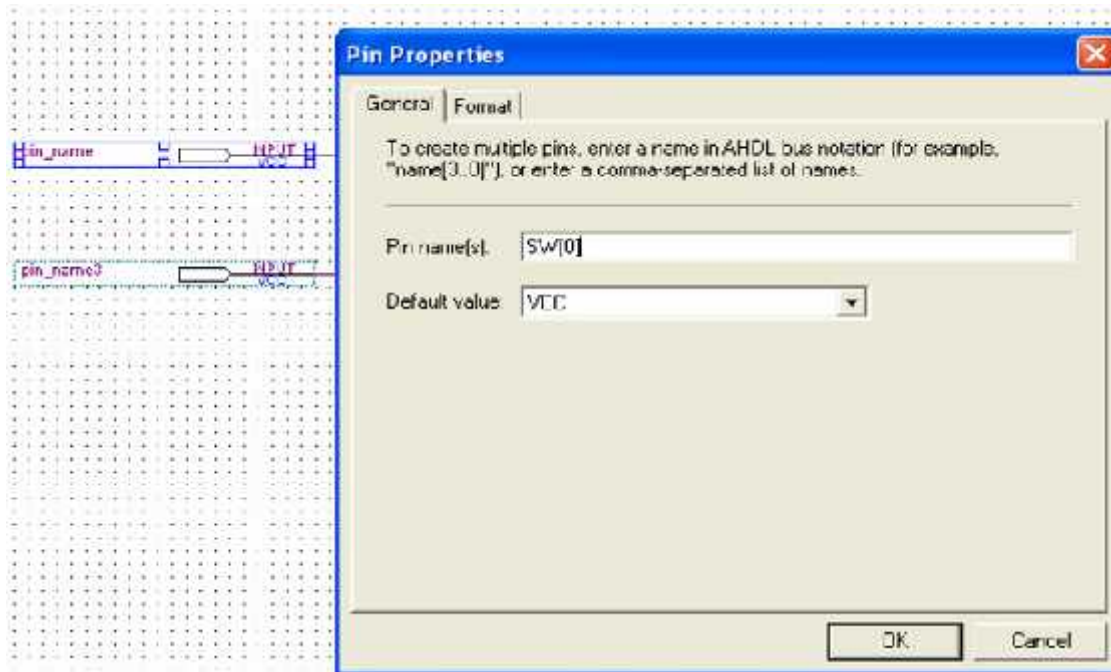 Pin Properties
General Format
To create multiple pins, enter a name in AHDL bus notation (for example,
"name[3..0]"), or enter a comma-separated list of names.
Pin name(s): SW[0]
Default value: VCC
OK Cancel
pin_name INPUT
VCC
pin_name3 INPUT
VCC